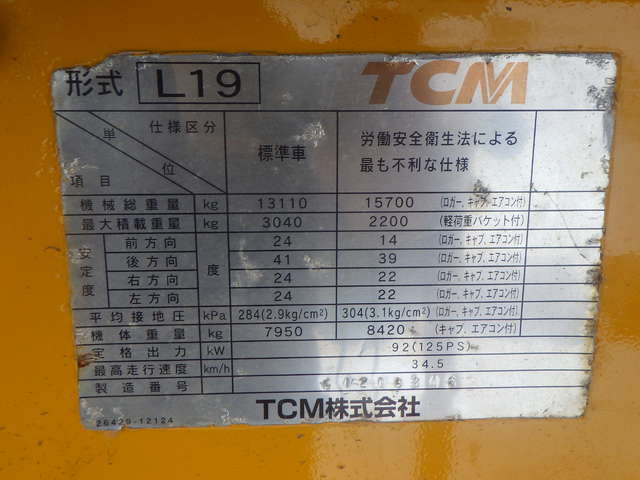 形式 L19 TCM
単位 仕様区分 項目 標準車 労働安全衛生法による
最も不利な仕様
機械総重量 kg 13110 15700 (ロガー、キャブ、エアコン付)
最大積載重量 kg 3040 2200 (軽荷重バケット付)
安定度 前方向 度 24 14 (ロガー、キャブ、エアコン付)
後方向 41 39 (ロガー、キャブ、エアコン付)
右方向 24 22 (ロガー、キャブ、エアコン付)
左方向 24 22 (ロガー、キャブ、エアコン付)
平均接地圧 kPa 284(2.9kg/cm²) 304(3.1kg/cm²) (ロガー、キャブ、エアコン付)
機体重量 kg 7950 8420 (キャブ、エアコン付)
定格出力 kW 92(125PS)
最高走行速度 km/h 34.5
製造番号
TCM株式会社
26429-12124